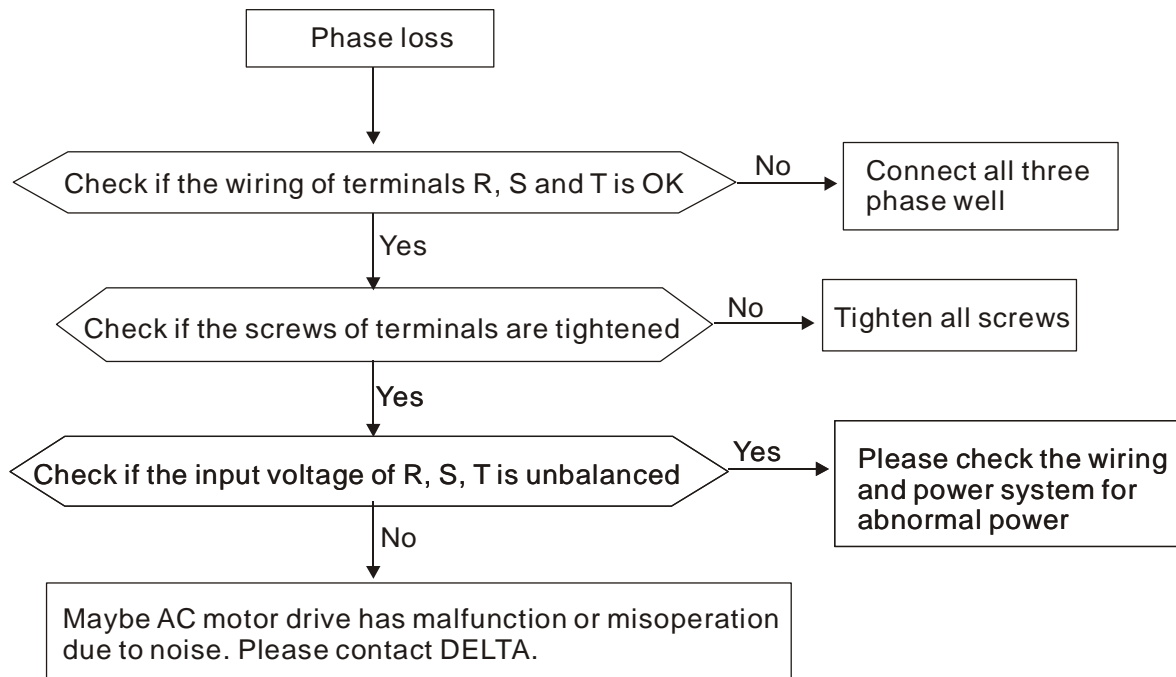 Phase loss
Check if the wiring of terminals R, S and T is OK
No
Connect all three
phase well
Yes
Check if the screws of terminals are tightened
No
Tighten all screws
Yes
Check if the input voltage of R, S, T is unbalanced
Yes
Please check the wiring
and power system for
abnormal power
No
Maybe AC motor drive has malfunction or misoperation
due to noise. Please contact DELTA.